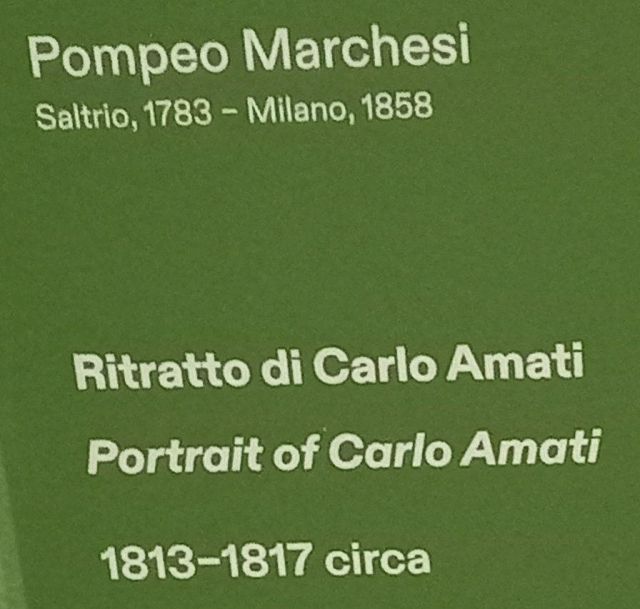 Pompeo Marchesi
Saltrio, 1783 – Milano, 1858
Ritratto di Carlo Amati
Portrait of Carlo Amati
1813–1817 circa